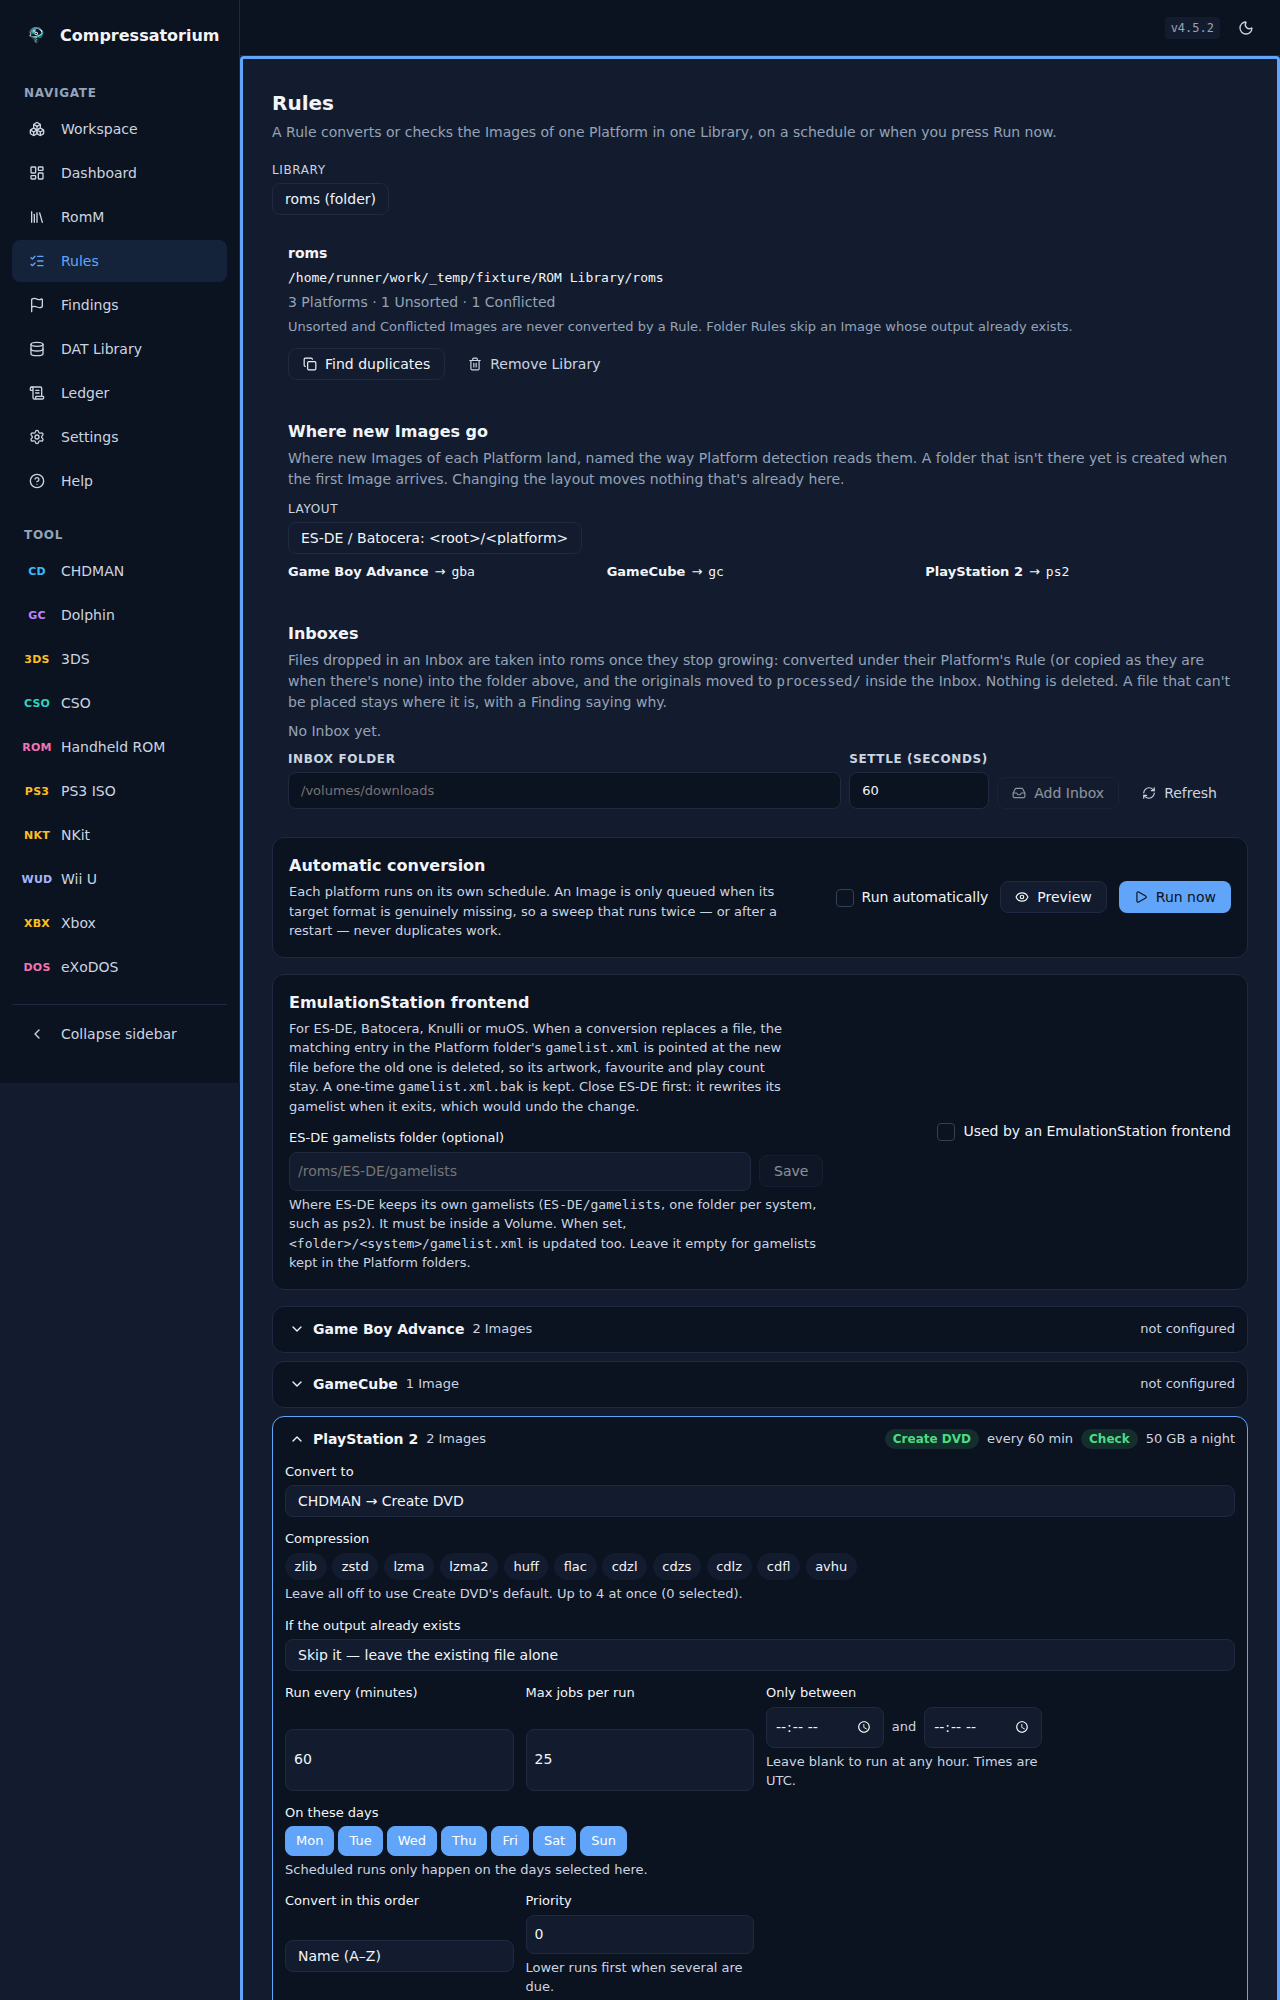 Compressatorium
v4.5.2
NAVIGATE
Workspace
Dashboard
RomM
Rules
Findings
DAT Library
Ledger
Settings
Help
TOOL
CD CHDMAN
GC Dolphin
3DS 3DS
CSO CSO
ROM Handheld ROM
PS3 PS3 ISO
NKT NKit
WUD Wii U
XBX Xbox
DOS eXoDOS
Collapse sidebar
Rules
A Rule converts or checks the Images of one Platform in one Library, on a schedule or when you press Run now.
LIBRARY
roms (folder)
roms
/home/runner/work/_temp/fixture/ROM Library/roms
3 Platforms · 1 Unsorted · 1 Conflicted
Unsorted and Conflicted Images are never converted by a Rule. Folder Rules skip an Image whose output already exists.
Find duplicates Remove Library
Where new Images go
Where new Images of each Platform land, named the way Platform detection reads them. A folder that isn't there yet is created when
the first Image arrives. Changing the layout moves nothing that's already here.
LAYOUT
ES-DE / Batocera: <root>/<platform>
Game Boy Advance → gba GameCube → gc PlayStation 2 → ps2
Inboxes
Files dropped in an Inbox are taken into roms once they stop growing: converted under their Platform's Rule (or copied as they are
when there's none) into the folder above, and the originals moved to processed/ inside the Inbox. Nothing is deleted. A file that can't
be placed stays where it is, with a Finding saying why.
No Inbox yet.
INBOX FOLDER SETTLE (SECONDS)
/volumes/downloads 60 Add Inbox Refresh
Automatic conversion
Each platform runs on its own schedule. An Image is only queued when its
target format is genuinely missing, so a sweep that runs twice — or after a
restart — never duplicates work.
Run automatically Preview Run now
EmulationStation frontend
For ES-DE, Batocera, Knulli or muOS. When a conversion replaces a file, the
matching entry in the Platform folder's gamelist.xml is pointed at the new
file before the old one is deleted, so its artwork, favourite and play count
stay. A one-time gamelist.xml.bak is kept. Close ES-DE first: it rewrites its
gamelist when it exits, which would undo the change.
ES-DE gamelists folder (optional)
/roms/ES-DE/gamelists Save
Where ES-DE keeps its own gamelists (ES-DE/gamelists, one folder per system,
such as ps2). It must be inside a Volume. When set,
<folder>/<system>/gamelist.xml is updated too. Leave it empty for gamelists
kept in the Platform folders.
Used by an EmulationStation frontend
Game Boy Advance 2 Images not configured
GameCube 1 Image not configured
PlayStation 2 2 Images Create DVD every 60 min Check 50 GB a night
Convert to
CHDMAN → Create DVD
Compression
zlib zstd lzma lzma2 huff flac cdzl cdzs cdlz cdfl avhu
Leave all off to use Create DVD's default. Up to 4 at once (0 selected).
If the output already exists
Skip it — leave the existing file alone
Run every (minutes) Max jobs per run Only between
60 25 --:-- -- and --:-- --
Leave blank to run at any hour. Times are
UTC.
On these days
Mon Tue Wed Thu Fri Sat Sun
Scheduled runs only happen on the days selected here.
Convert in this order Priority
Name (A–Z) 0
Lower runs first when several are
due.